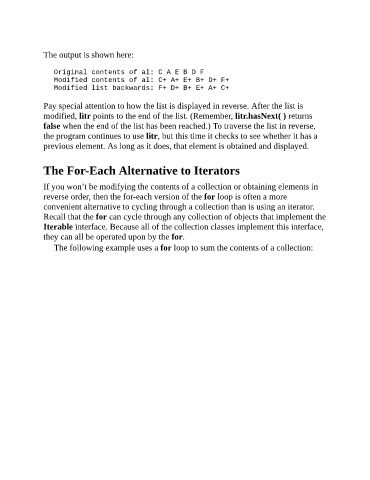 The output is shown here:
Original contents of al: C A E B D F
Modified contents of al: C+ A+ E+ B+ D+ F+
Modified list backwards: F+ D+ B+ E+ A+ C+
Pay special attention to how the list is displayed in reverse. After the list is
modified, litr points to the end of the list. (Remember, litr.hasNext( ) returns
false when the end of the list has been reached.) To traverse the list in reverse,
the program continues to use litr, but this time it checks to see whether it has a
previous element. As long as it does, that element is obtained and displayed.
The For-Each Alternative to Iterators
If you won’t be modifying the contents of a collection or obtaining elements in
reverse order, then the for-each version of the for loop is often a more
convenient alternative to cycling through a collection than is using an iterator.
Recall that the for can cycle through any collection of objects that implement the
Iterable interface. Because all of the collection classes implement this interface,
they can all be operated upon by the for.
The following example uses a for loop to sum the contents of a collection: